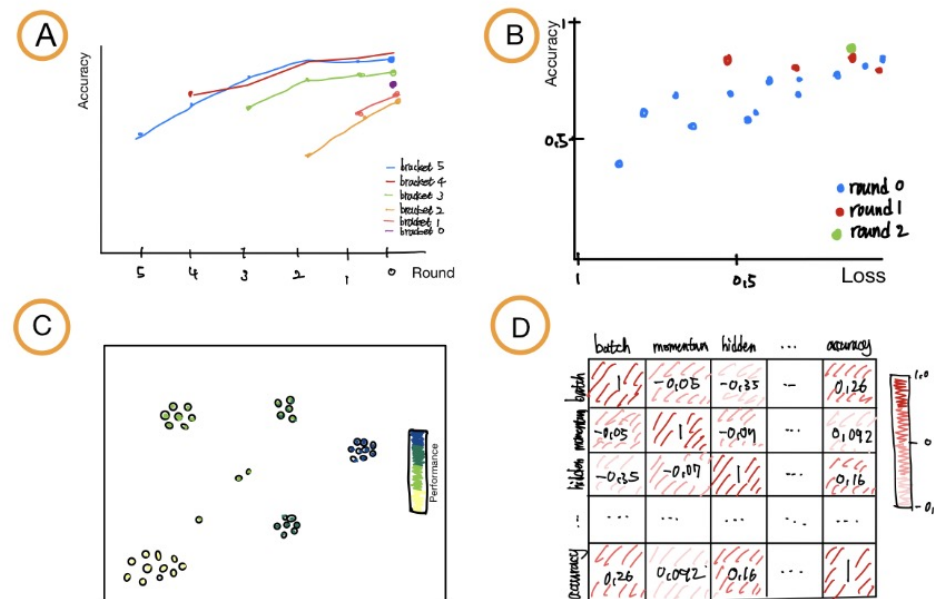 A
Accuracy
bracket 5
bracket 4
bracket 3
bracket 2
bracket 1
bracket 0
5 4 3 2 1 0 Round
B
Accuracy
1
0.5
round 0
round 1
round 2
1 0.5 Loss
C
Performance
D
batch momentum hidden ... accuracy
batch 1 -0.05 -0.35 ... 0.26
momentum -0.05 1 -0.07 ... 0.092
hidden -0.35 -0.07 1 ... 0.16
... ... ... ... ... ...
accuracy 0.26 0.092 0.16 ... 1
1.0
0